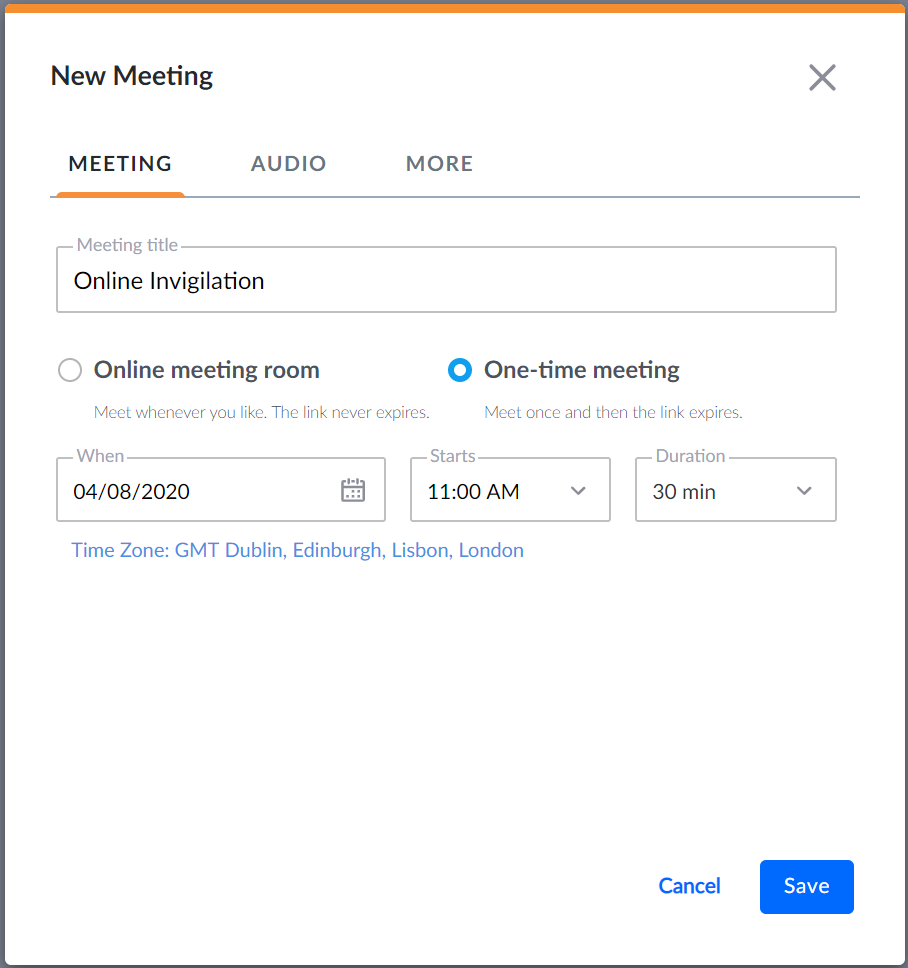 New Meeting
MEETING AUDIO MORE
Meeting title
Online Invigilation
Online meeting room One-time meeting
Meet whenever you like. The link never expires. Meet once and then the link expires.
When Starts Duration
04/08/2020 11:00 AM 30 min
Time Zone: GMT Dublin, Edinburgh, Lisbon, London
Cancel Save